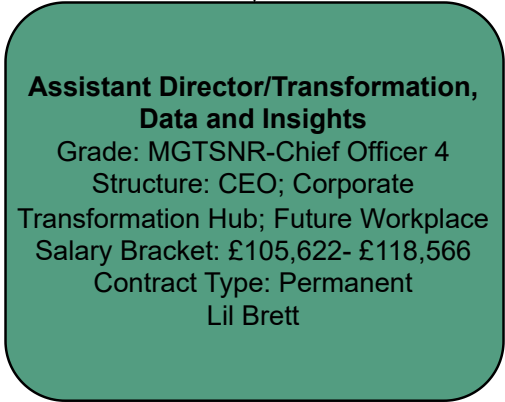 Assistant Director/Transformation,
Data and Insights
Grade: MGTSNR-Chief Officer 4
Structure: CEO; Corporate
Transformation Hub; Future Workplace
Salary Bracket: £105,622- £118,566
Contract Type: Permanent
Lil Brett